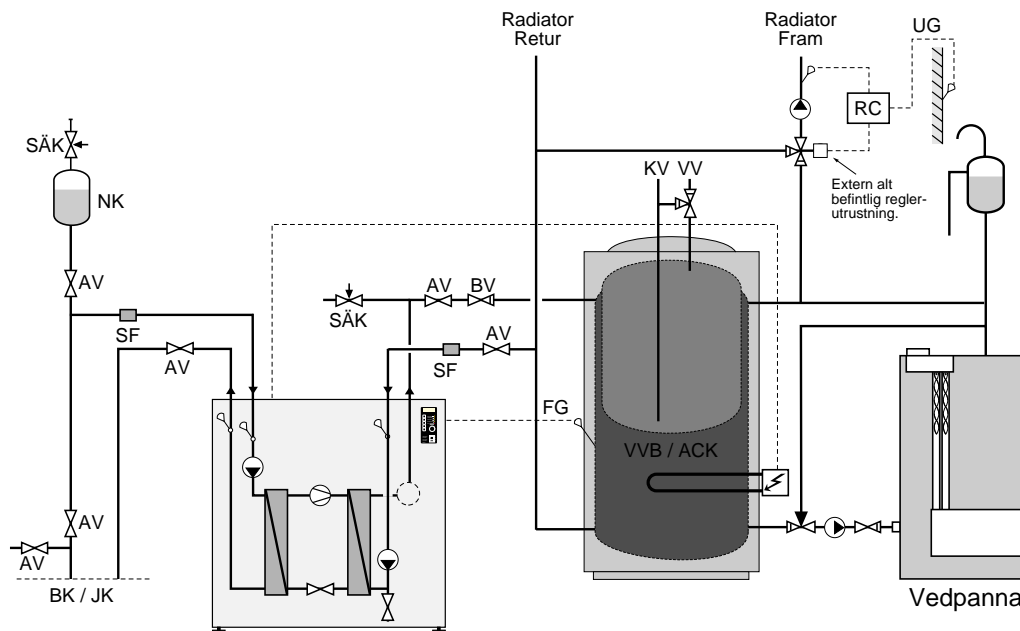 Radiator
Retur
Radiator
Fram
UG
RC
SÄK
NK
KV
VV
Extern alt
befintlig regler-
utrustning.
AV
AV
BV
SÄK
SF
AV
AV
SF
FG
VVB / ACK
AV
AV
BK / JK
Vedpanna